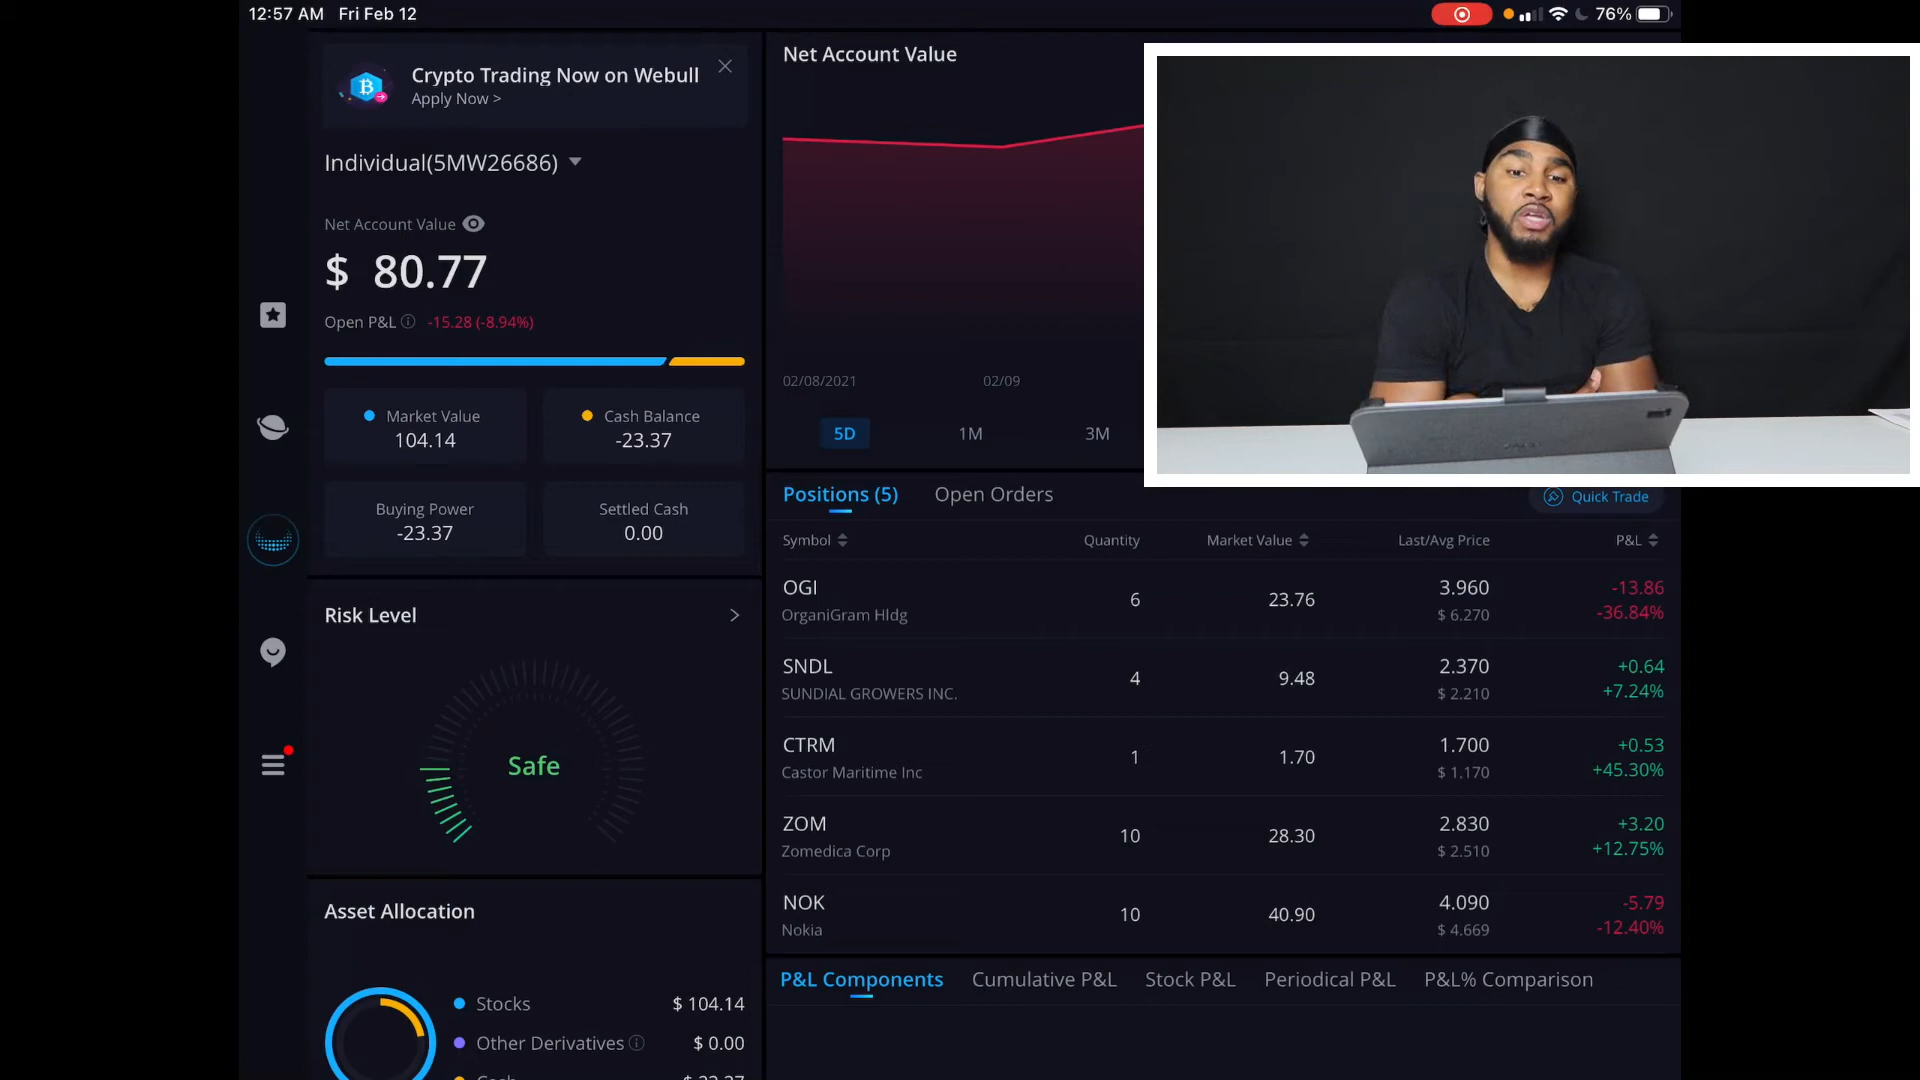 12:57 AM Fri Feb 12
76%
Crypto Trading Now on Webull
Apply Now >
Individual(5MW26686)
Net Account Value
$ 80.77
Open P&L -15.28 (-8.94%)
Market Value
104.14
Cash Balance
-23.37
Buying Power
-23.37
Settled Cash
0.00
Risk Level
Safe
Asset Allocation
Stocks $ 104.14
Other Derivatives $ 0.00
Net Account Value
02/08/2021 02/09
5D 1M 3M
Positions (5) Open Orders Quick Trade
Symbol Quantity Market Value Last/Avg Price P&L
OGI 6 23.76 3.960 -13.86
OrganiGram Hldg $ 6.270 -36.84%
SNDL 4 9.48 2.370 +0.64
SUNDIAL GROWERS INC. $ 2.210 +7.24%
CTRM 1 1.70 1.700 +0.53
Castor Maritime Inc $ 1.170 +45.30%
ZOM 10 28.30 2.830 +3.20
Zomedica Corp $ 2.510 +12.75%
NOK 10 40.90 4.090 -5.79
Nokia $ 4.669 -12.40%
P&L Components Cumulative P&L Stock P&L Periodical P&L P&L% Comparison